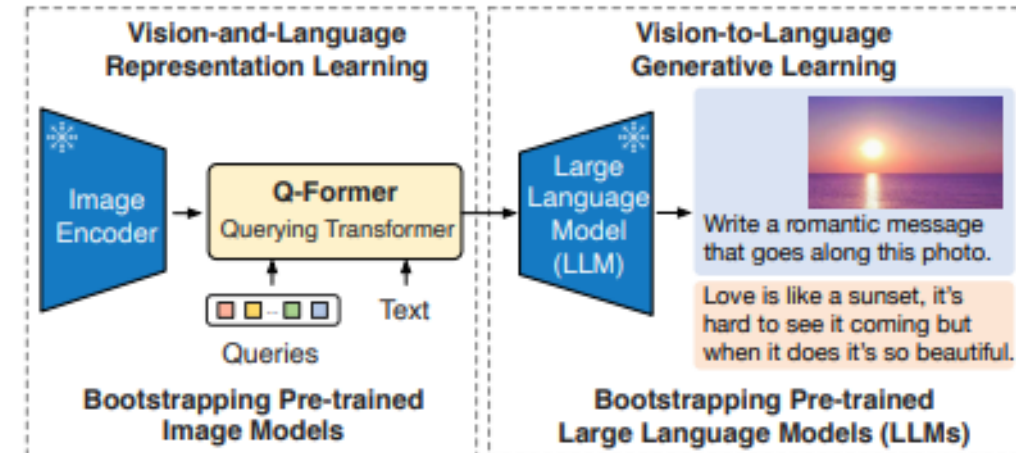 Vision-and-Language
Representation Learning
Image
Encoder
Q-Former
Querying Transformer
Queries
Text
Bootstrapping Pre-trained
Image Models
Vision-to-Language
Generative Learning
Large
Language
Model
(LLM)
Write a romantic message
that goes along this photo.
Love is like a sunset, it's
hard to see it coming but
when it does it's so beautiful.
Bootstrapping Pre-trained
Large Language Models (LLMs)